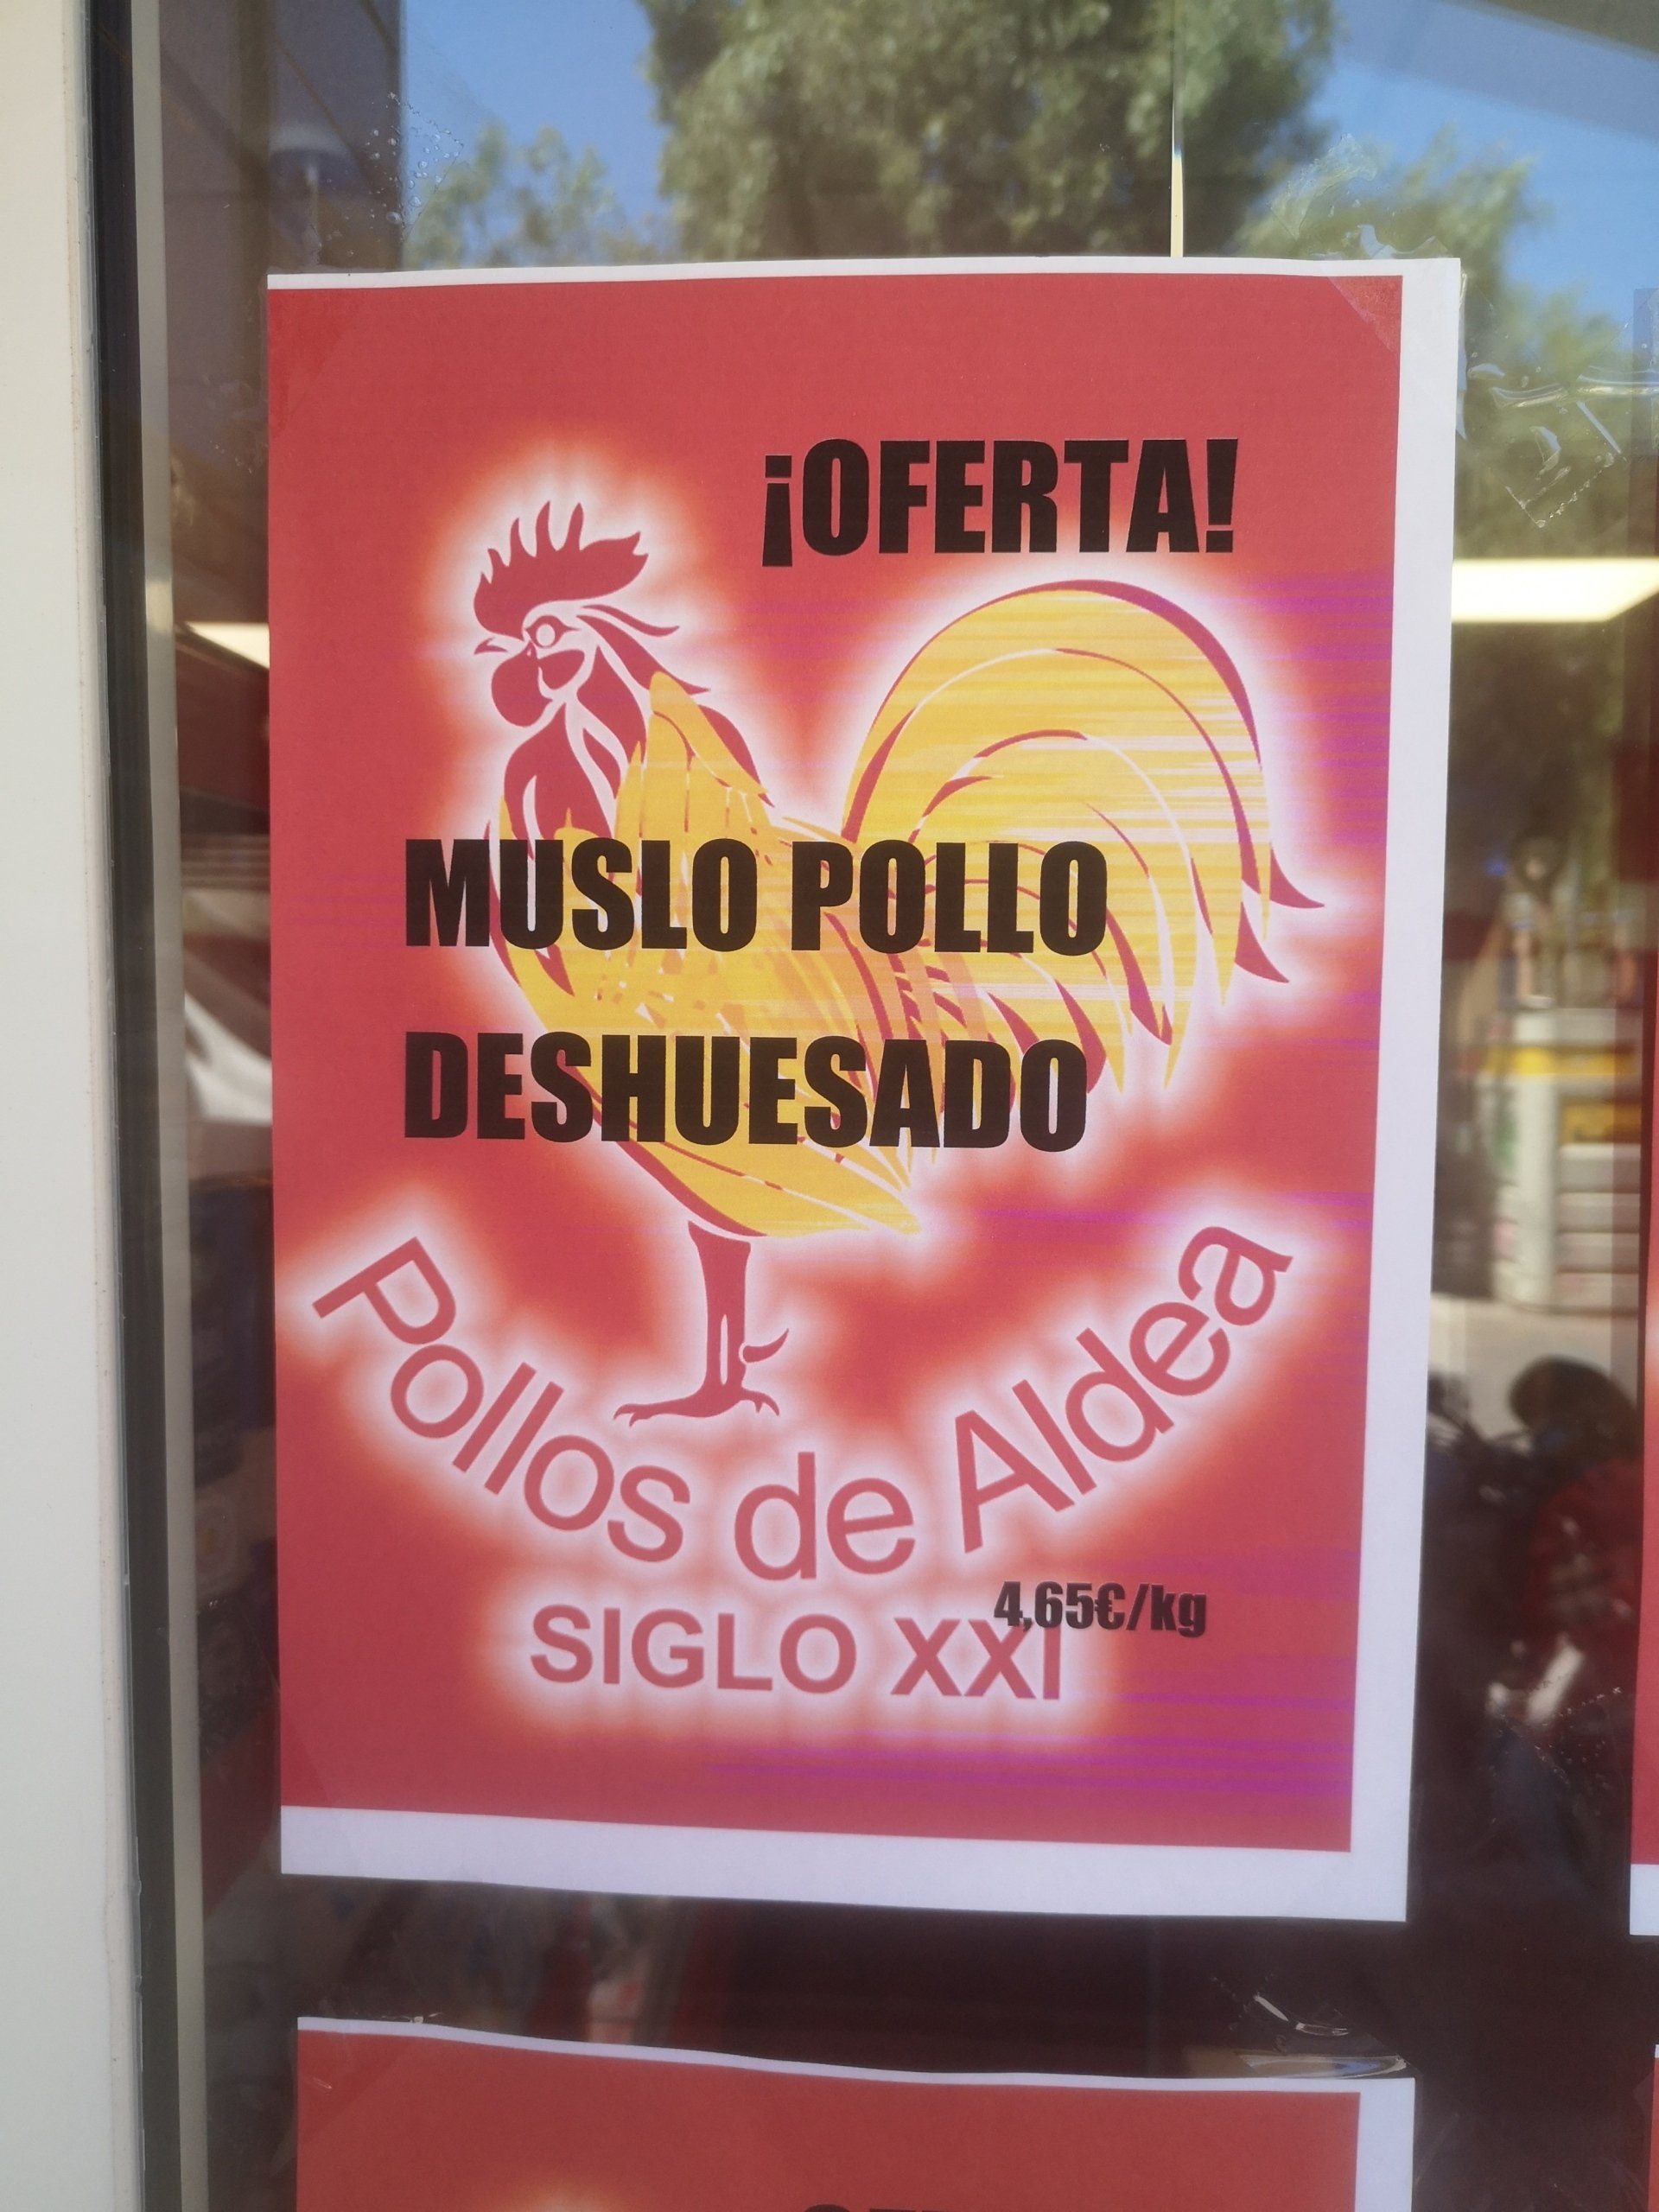 ¡OFERTA!
MUSLO POLLO
DESHUESADO
Pollos de Aldea
4,65€/kg
SIGLO XXI